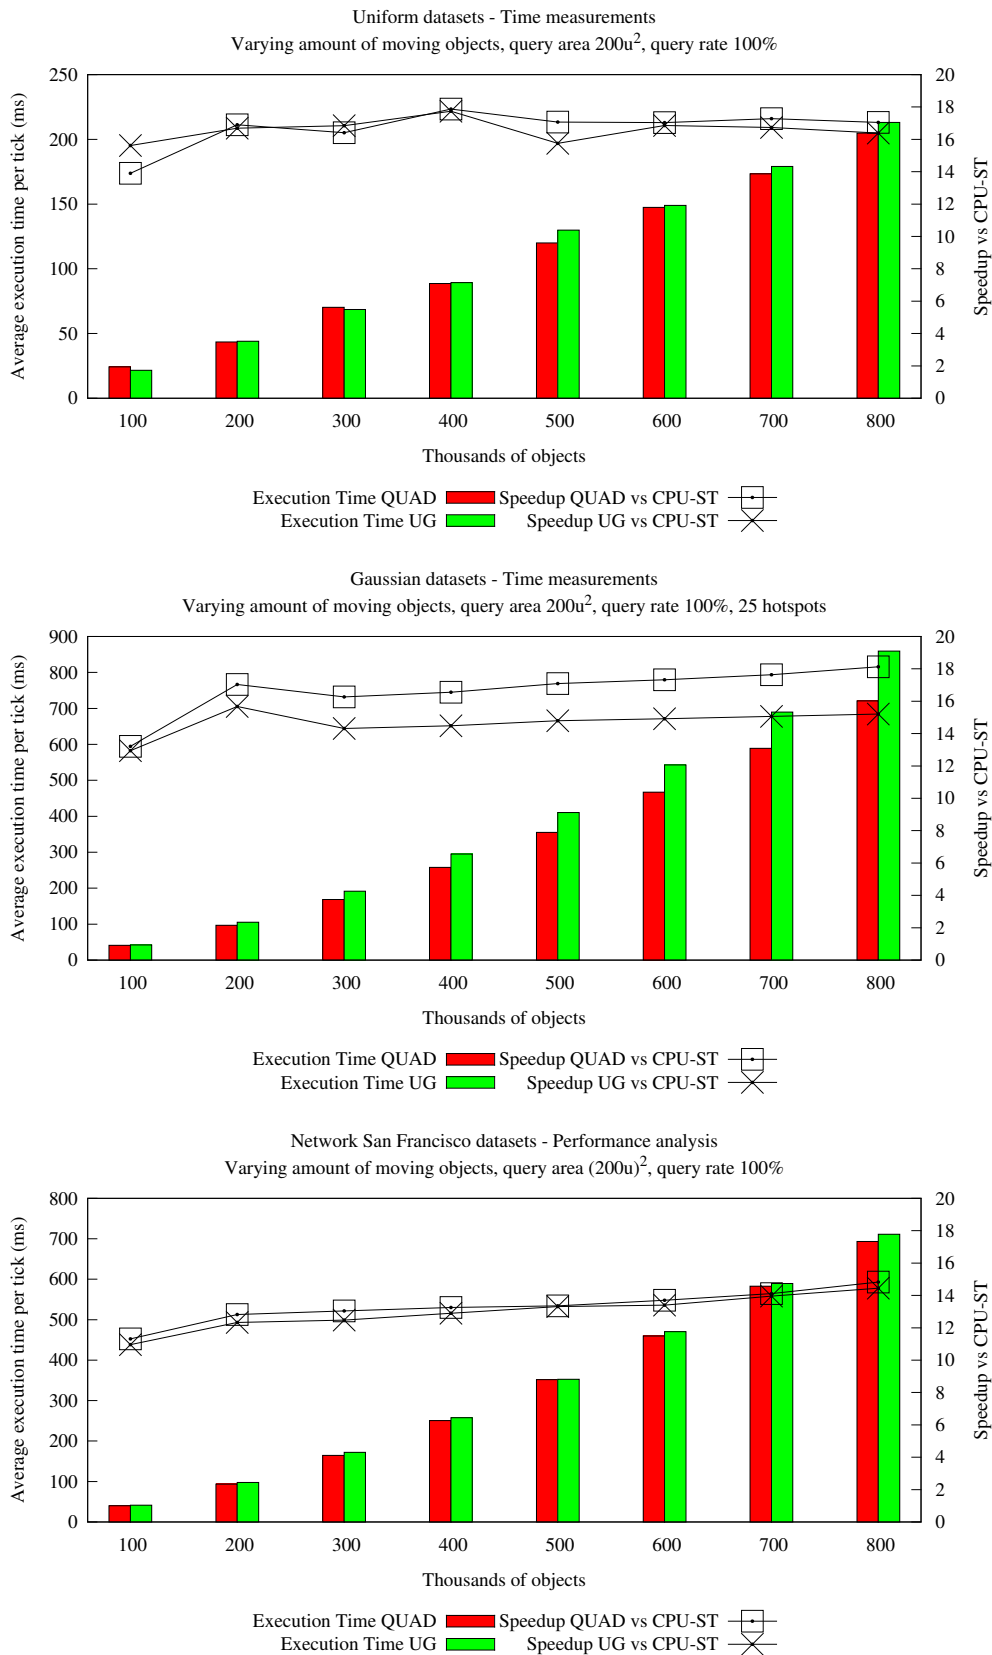 Uniform datasets - Time measurements
Varying amount of moving objects, query area 200u², query rate 100%
Average execution time per tick (ms)
250
200
150
100
50
0
20
18
16
14
12
10
8
6
4
2
0
Speedup vs CPU-ST
100 200 300 400 500 600 700 800
Thousands of objects
Execution Time QUAD Speedup QUAD vs CPU-ST
Execution Time UG Speedup UG vs CPU-ST
Gaussian datasets - Time measurements
Varying amount of moving objects, query area 200u², query rate 100%, 25 hotspots
Average execution time per tick (ms)
900
800
700
600
500
400
300
200
100
0
20
18
16
14
12
10
8
6
4
2
0
Speedup vs CPU-ST
100 200 300 400 500 600 700 800
Thousands of objects
Execution Time QUAD Speedup QUAD vs CPU-ST
Execution Time UG Speedup UG vs CPU-ST
Network San Francisco datasets - Performance analysis
Varying amount of moving objects, query area (200u)², query rate 100%
Average execution time per tick (ms)
800
700
600
500
400
300
200
100
0
20
18
16
14
12
10
8
6
4
2
0
Speedup vs CPU-ST
100 200 300 400 500 600 700 800
Thousands of objects
Execution Time QUAD Speedup QUAD vs CPU-ST
Execution Time UG Speedup UG vs CPU-ST